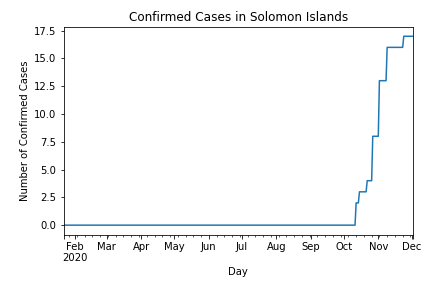 Confirmed Cases in Solomon Islands
17.5
15.0
12.5
10.0
7.5
5.0
2.5
0.0
Number of Confirmed Cases
Feb Mar Apr May Jun Jul Aug Sep Oct Nov Dec
2020
Day